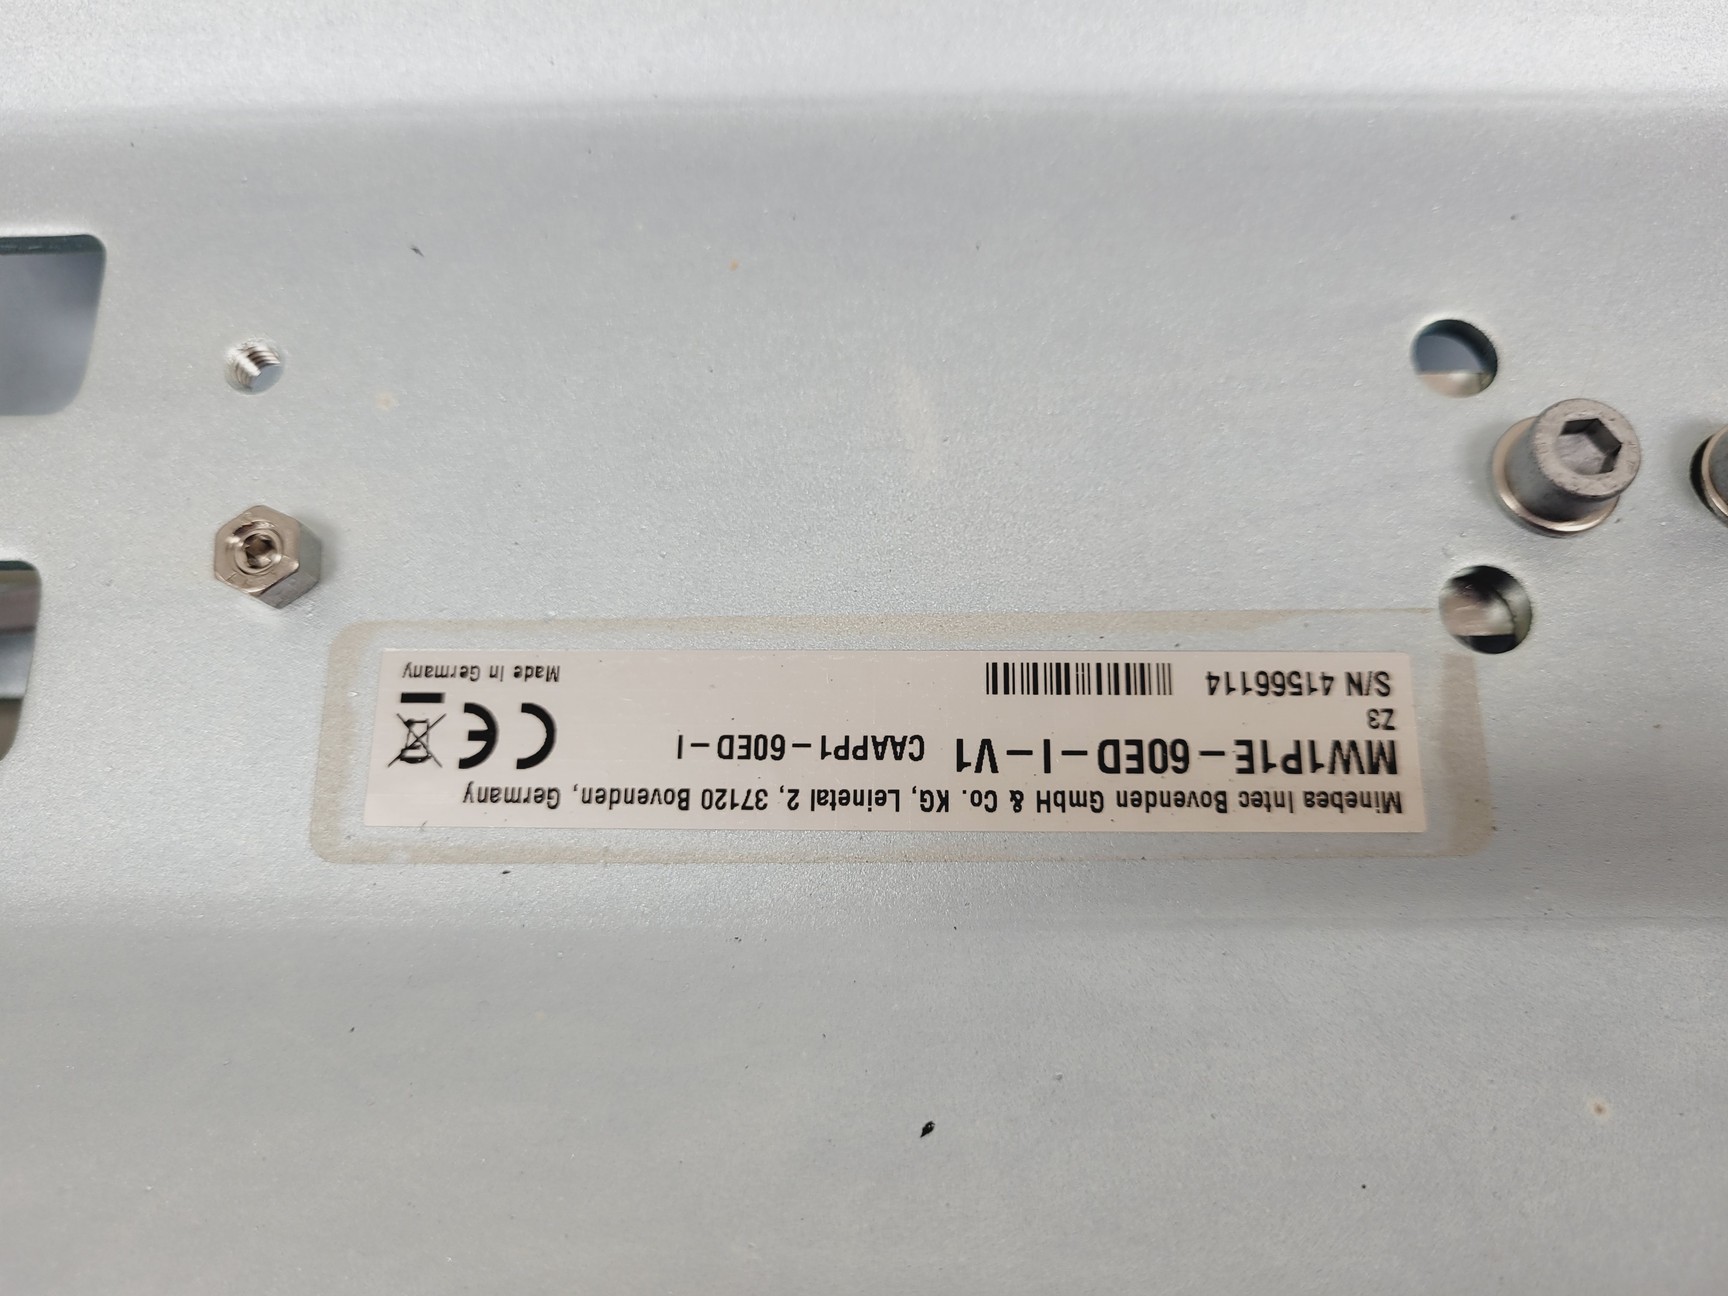 Minebea Intec Bovenden GmbH & Co. KG, Leinetal 2, 37120 Bovenden, Germany
MW1P1E-60ED-I-V1 CAAPP1-60ED-I
Z3
S/N 41566114
CE
Made in Germany